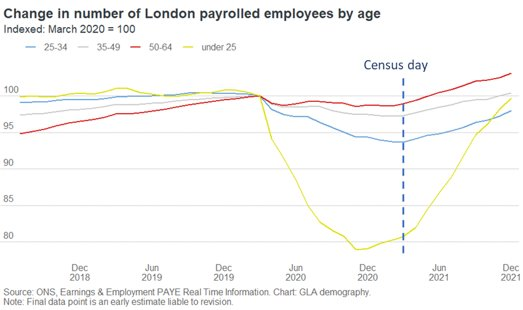 Change in number of London payrolled employees by age
Indexed: March 2020 = 100
25-34 35-49 50-64 under 25
Census day
100
95
90
85
80
Dec Jun Dec Jun Dec Jun Dec
2018 2019 2019 2020 2020 2021 2021
Source: ONS, Earnings & Employment PAYE Real Time Information. Chart: GLA demography.
Note: Final data point is an early estimate liable to revision.